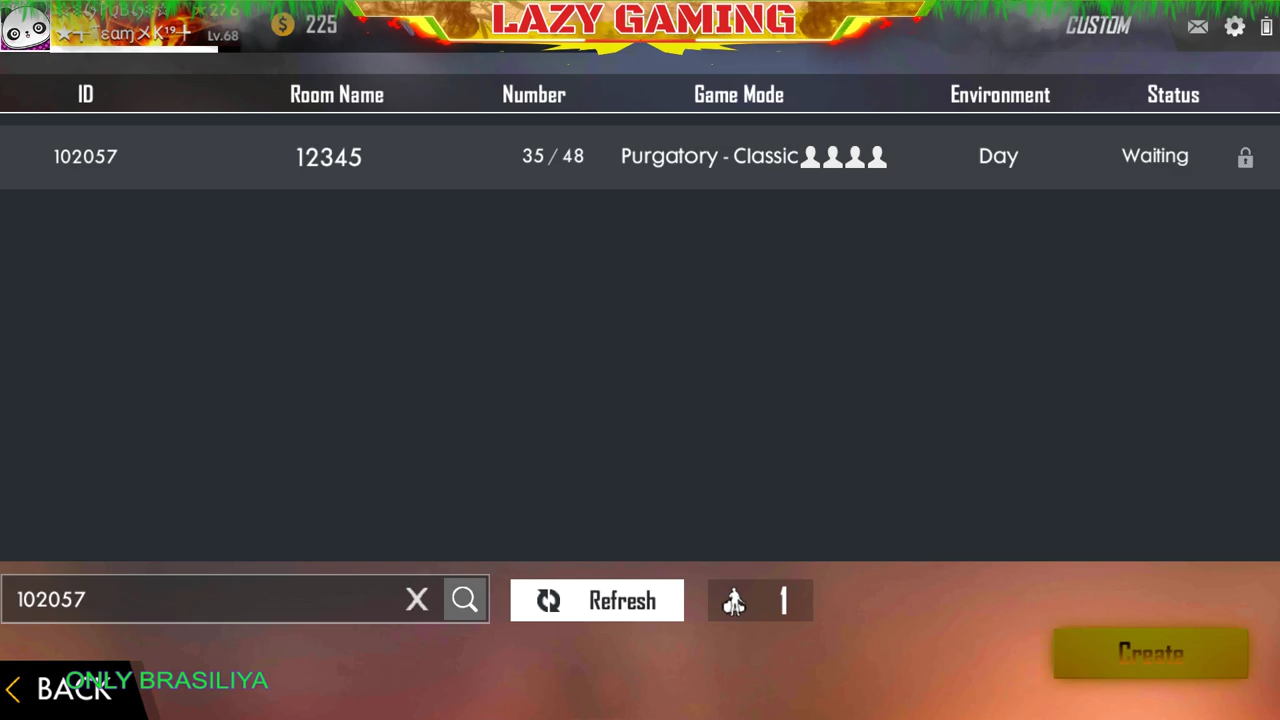 LAZY GAMING
225
CUSTOM
Lv.68
ID Room Name Number Game Mode Environment Status
102057 12345 35 / 48 Purgatory - Classic Day Waiting
102057 X Refresh 1
Create
BACK
ONLY BRASILIYA